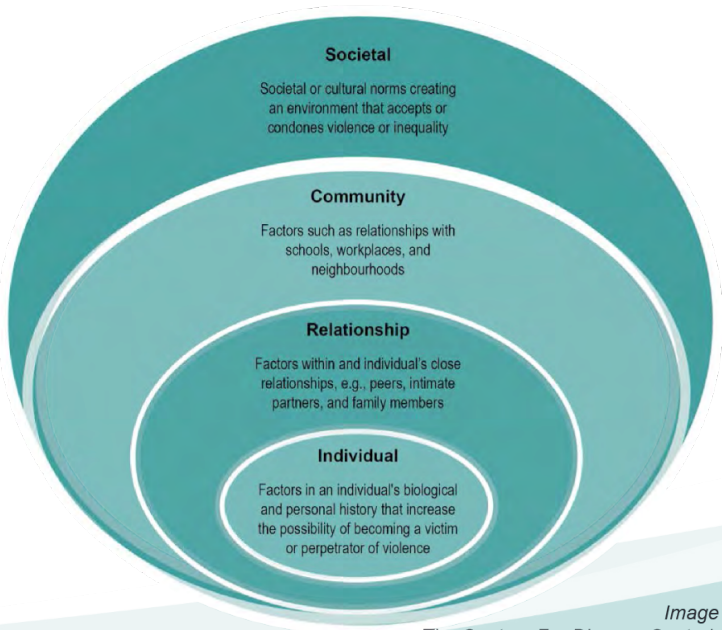 Societal
Societal or cultural norms creating
an environment that accepts or
condones violence or inequality
Community
Factors such as relationships with
schools, workplaces, and
neighbourhoods
Relationship
Factors within and individual's close
relationships, e.g., peers, intimate
partners, and family members
Individual
Factors in an individual's biological
and personal history that increase
the possibility of becoming a victim
or perpetrator of violence
Image